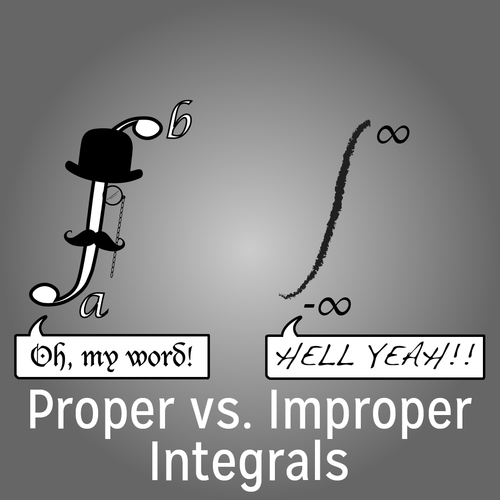 b
∞
a
-∞
Oh, my word!
HELL YEAH!!
Proper vs. Improper
Integrals